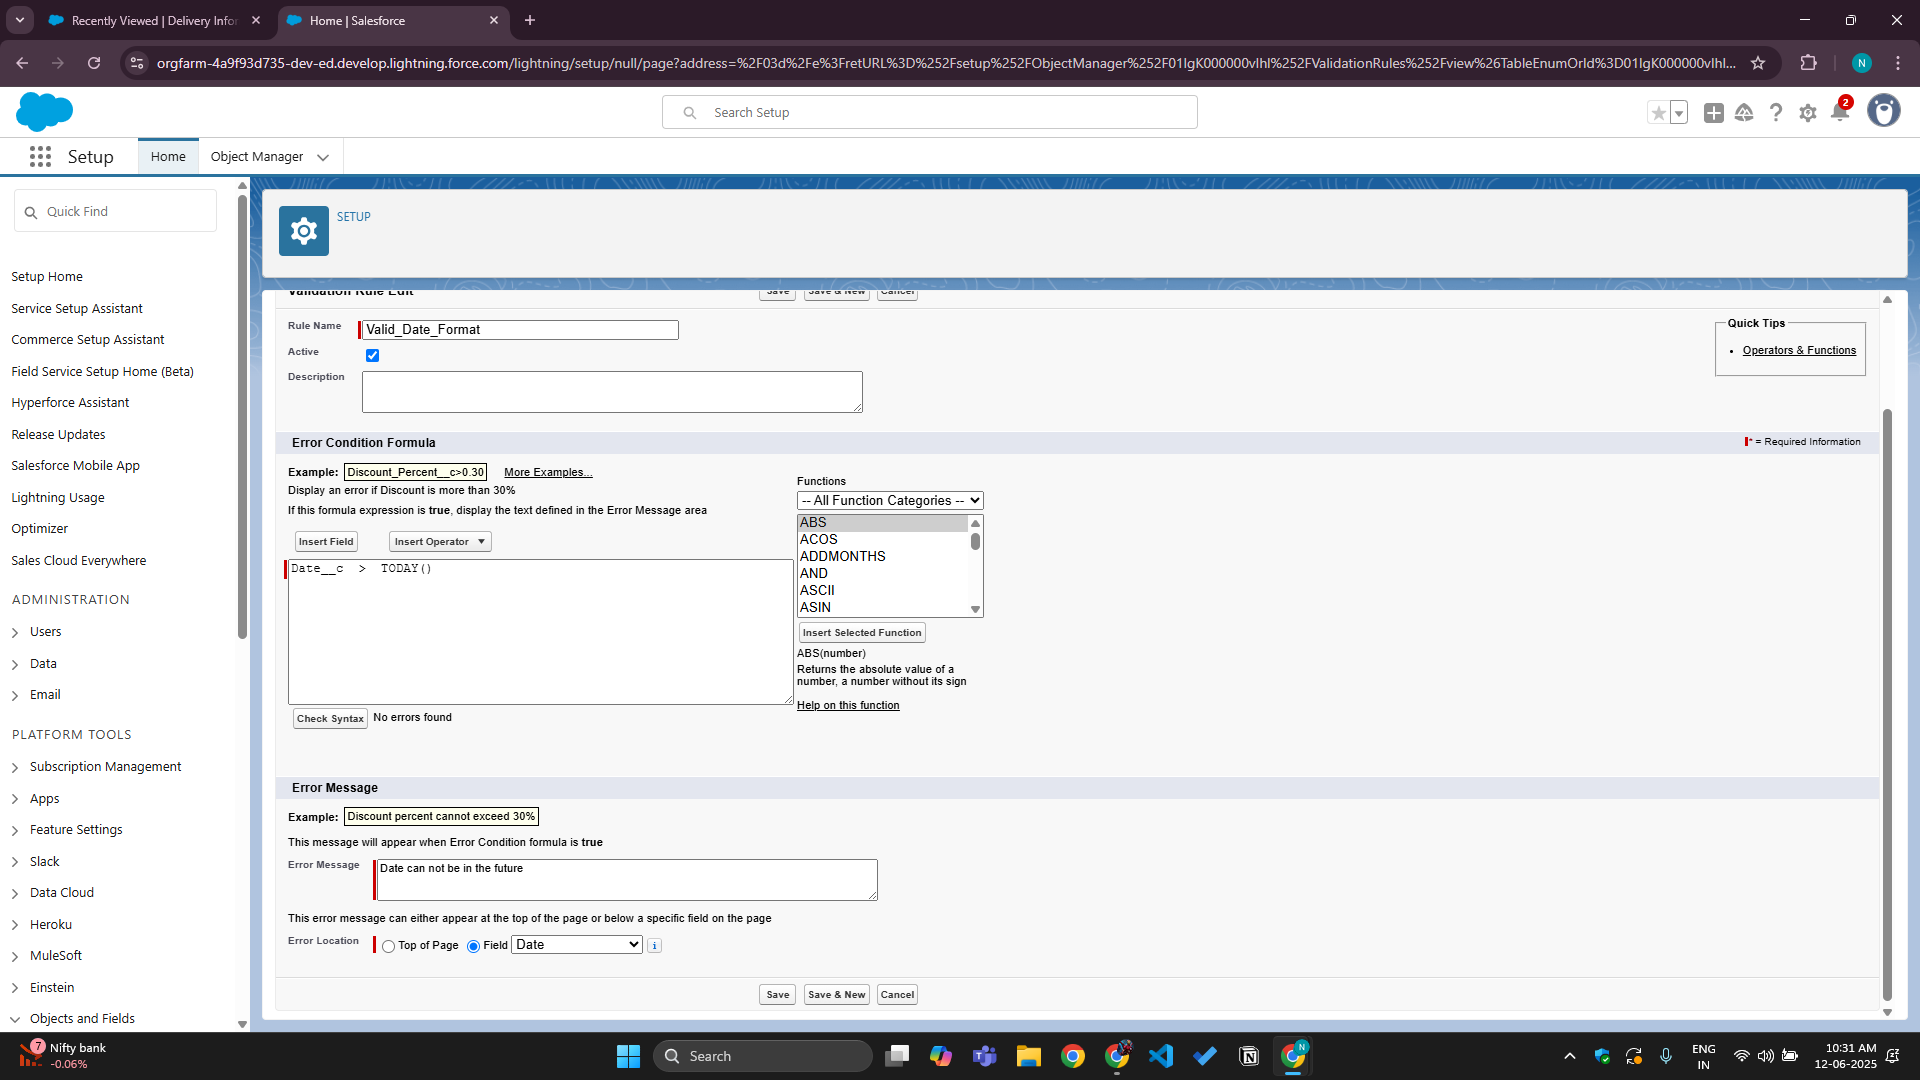 Recently Viewed | Delivery Infor
Home | Salesforce
orgfarm-4a9f93d735-dev-ed.develop.lightning.force.com/lightning/setup/null/page?address=%2F03d%2Fe%3FretURL%3D%252Fsetup%252FObjectManager%252F01IgK000000vIhl%252FValidationRules%252Fview%26TableEnumOrId%3D01IgK000000vIhl...
N
Search Setup
2
Setup
Home
Object Manager
Quick Find
SETUP
Setup Home
Service Setup Assistant
Commerce Setup Assistant
Field Service Setup Home (Beta)
Hyperforce Assistant
Release Updates
Salesforce Mobile App
Lightning Usage
Optimizer
Sales Cloud Everywhere
ADMINISTRATION
Users
Data
Email
PLATFORM TOOLS
Subscription Management
Apps
Feature Settings
Slack
Data Cloud
Heroku
MuleSoft
Einstein
Objects and Fields
Validation Rule Edit
Save
Save & New
Cancel
Rule Name
Valid_Date_Format
Active
Description
Quick Tips
Operators & Functions
Error Condition Formula
* = Required Information
Example:
Discount_Percent__c>0.30
More Examples...
Display an error if Discount is more than 30%
If this formula expression is true, display the text defined in the Error Message area
Insert Field
Insert Operator
Date__c > TODAY()
Functions
-- All Function Categories --
ABS
ACOS
ADDMONTHS
AND
ASCII
ASIN
Insert Selected Function
ABS(number)
Returns the absolute value of a
number, a number without its sign
Help on this function
Check Syntax
No errors found
Error Message
Example:
Discount percent cannot exceed 30%
This message will appear when Error Condition formula is true
Error Message
Date can not be in the future
This error message can either appear at the top of the page or below a specific field on the page
Error Location
Top of Page
Field
Date
i
Save
Save & New
Cancel
7
Nifty bank
-0.06%
Search
N
ENG
IN
10:31 AM
12-06-2025